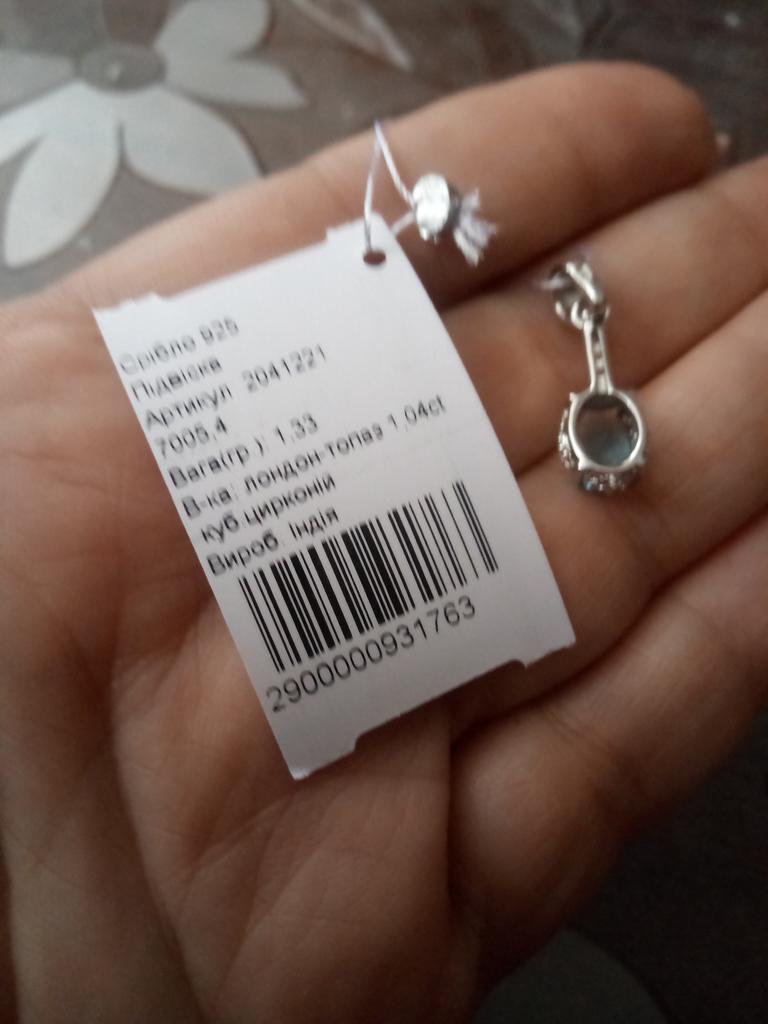 Срібло 925
Підвіска
Артикул 2041221
7005,4
Вага(гр.): 1,33
В-ка: лондон-топаз 1,04ct
куб.цирконій
Вироб. Індія
2900000931763